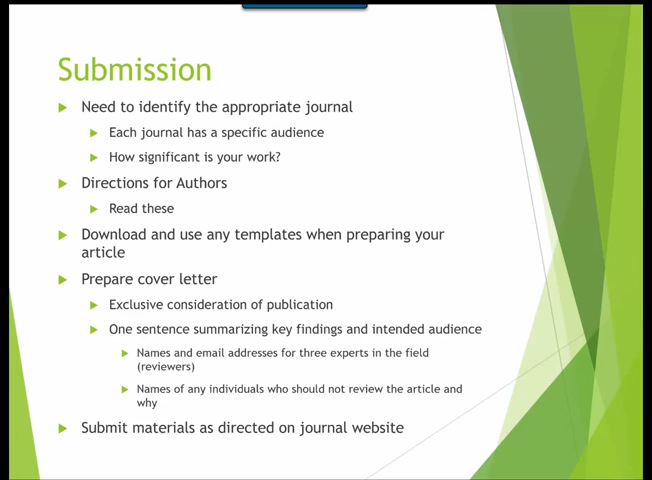 Submission
Need to identify the appropriate journal
Each journal has a specific audience
How significant is your work?
Directions for Authors
Read these
Download and use any templates when preparing your
article
Prepare cover letter
Exclusive consideration of publication
One sentence summarizing key findings and intended audience
Names and email addresses for three experts in the field
(reviewers)
Names of any individuals who should not review the article and
why
Submit materials as directed on journal website